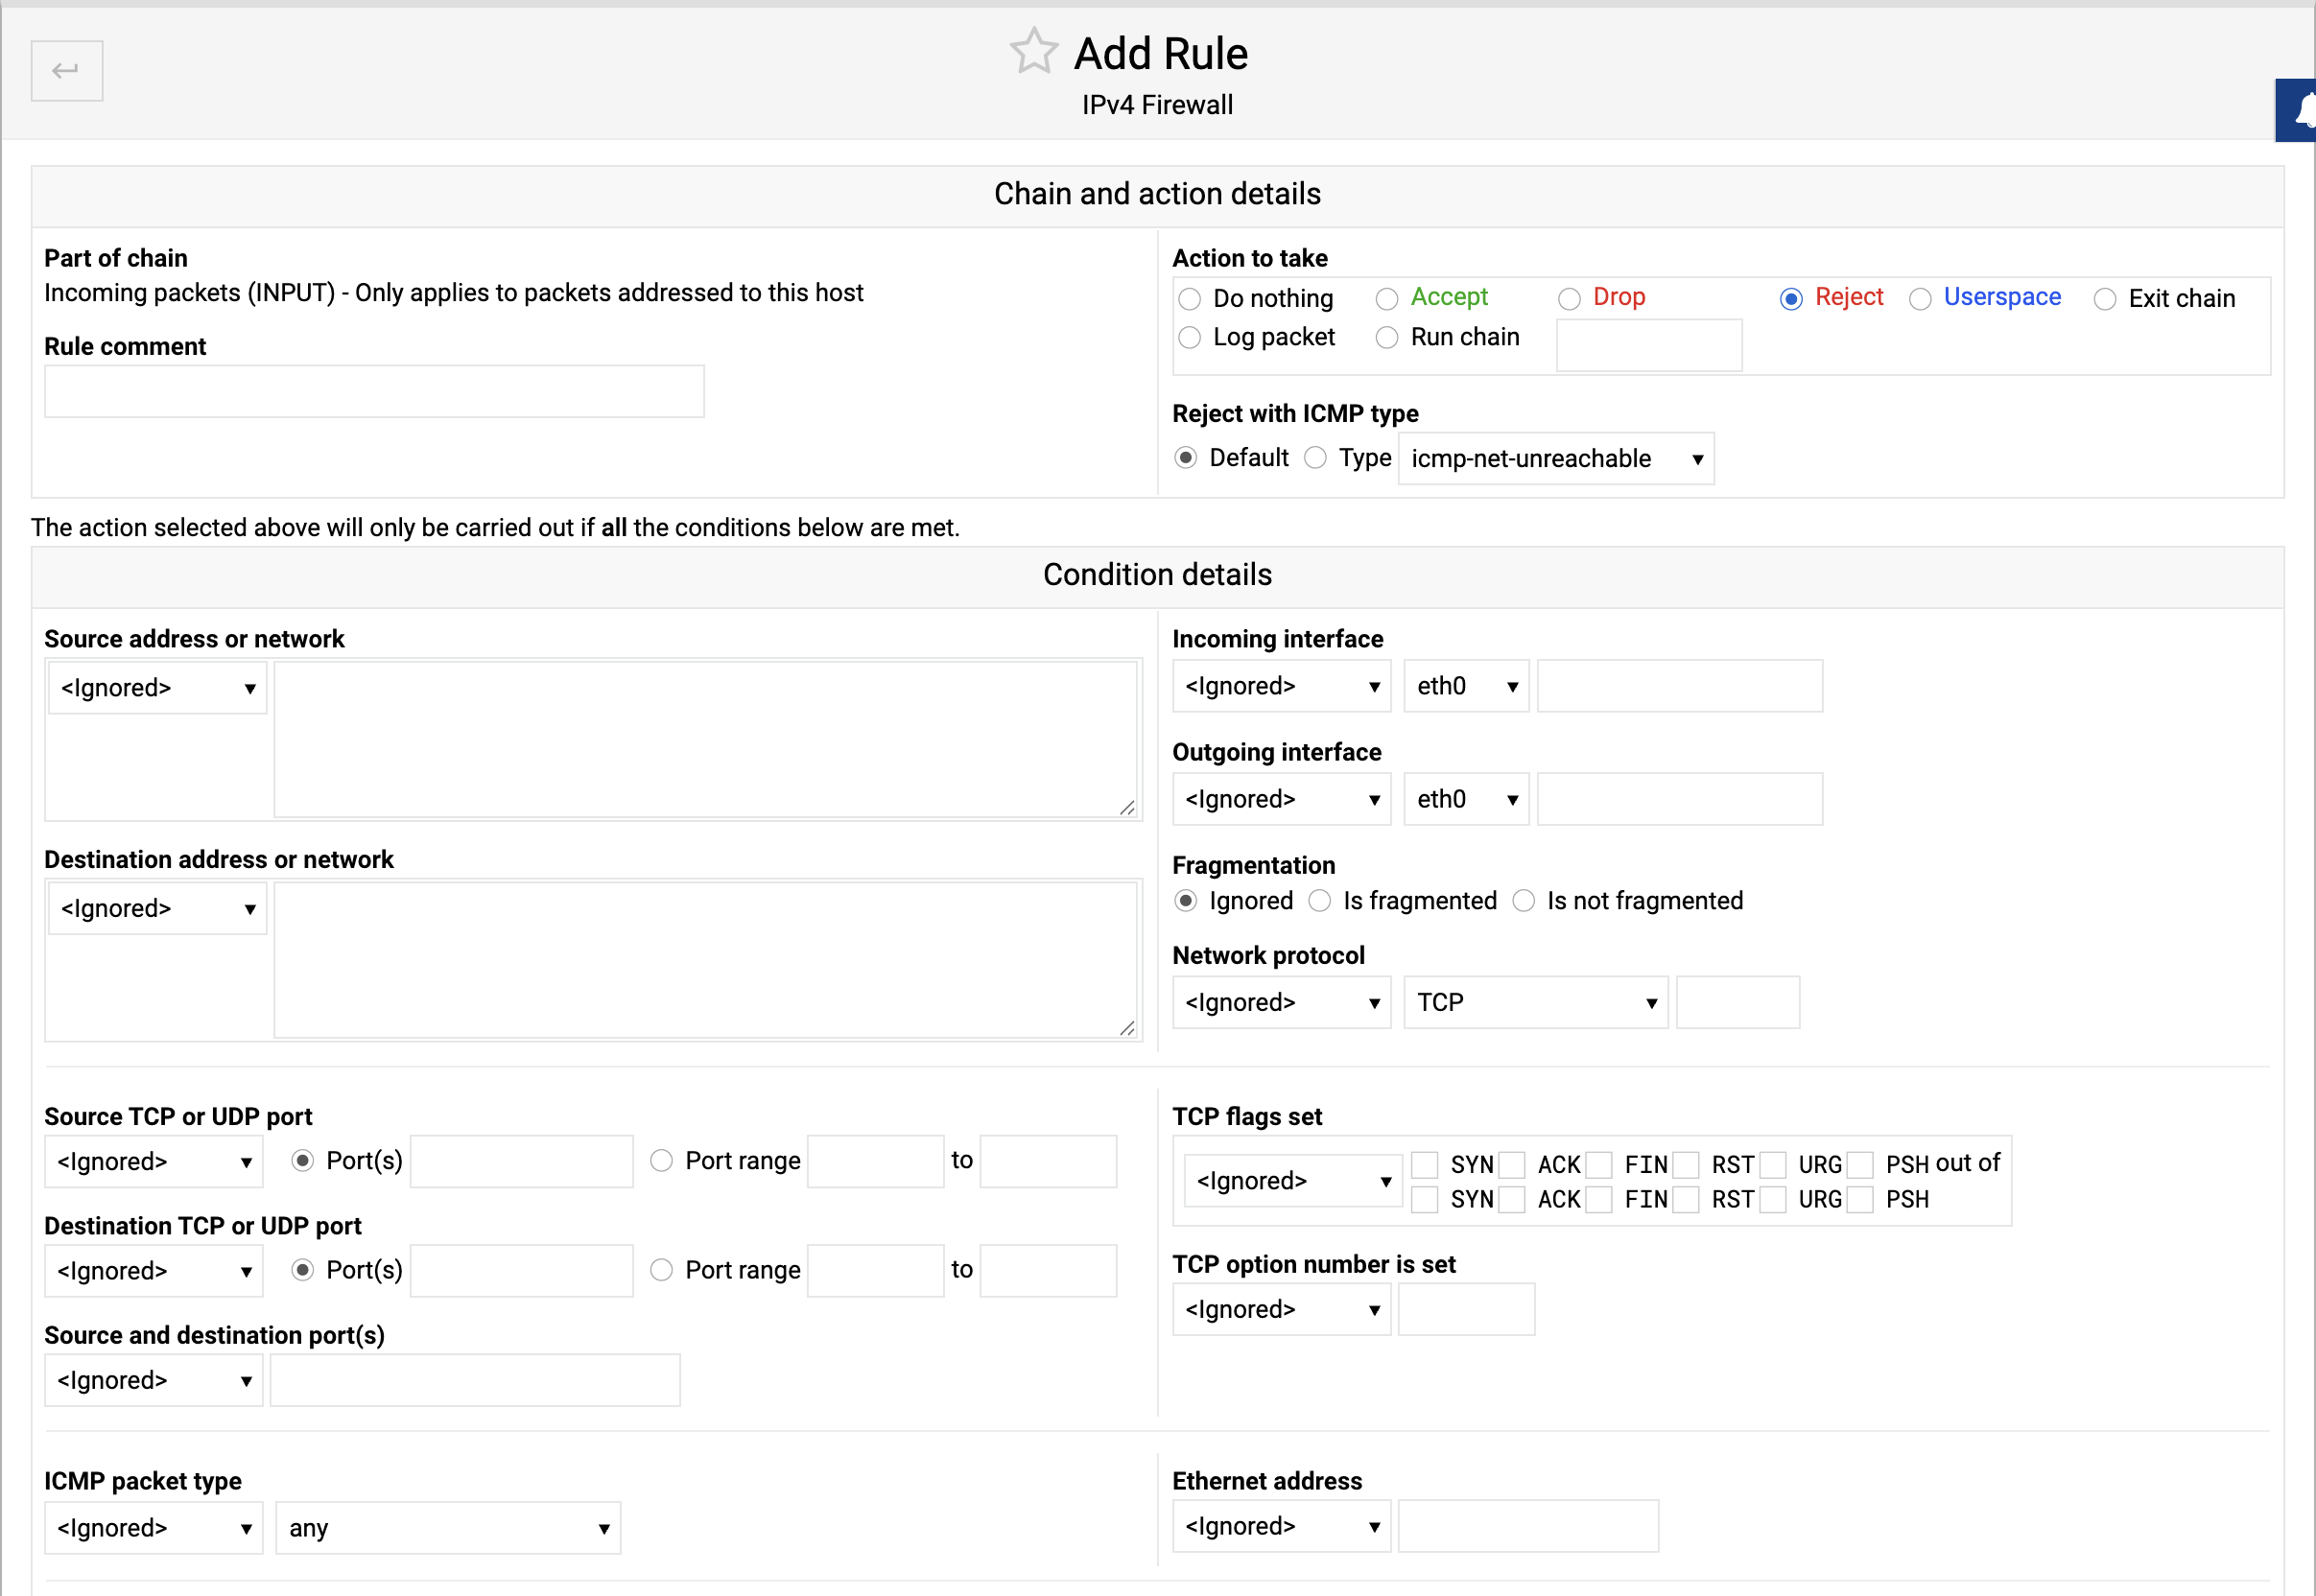 Add Rule
IPv4 Firewall
Chain and action details
Part of chain
Incoming packets (INPUT) - Only applies to packets addressed to this host
Rule comment
Action to take
Do nothing Accept Drop Reject Userspace Exit chain
Log packet Run chain
Reject with ICMP type
Default Type icmp-net-unreachable
The action selected above will only be carried out if all the conditions below are met.
Condition details
Source address or network
<Ignored>
Destination address or network
<Ignored>
Incoming interface
<Ignored> eth0
Outgoing interface
<Ignored> eth0
Fragmentation
Ignored Is fragmented Is not fragmented
Network protocol
<Ignored> TCP
Source TCP or UDP port
<Ignored> Port(s) Port range to
Destination TCP or UDP port
<Ignored> Port(s) Port range to
Source and destination port(s)
<Ignored>
TCP flags set
<Ignored> SYN ACK FIN RST URG PSH out of
SYN ACK FIN RST URG PSH
TCP option number is set
<Ignored>
ICMP packet type
<Ignored> any
Ethernet address
<Ignored>